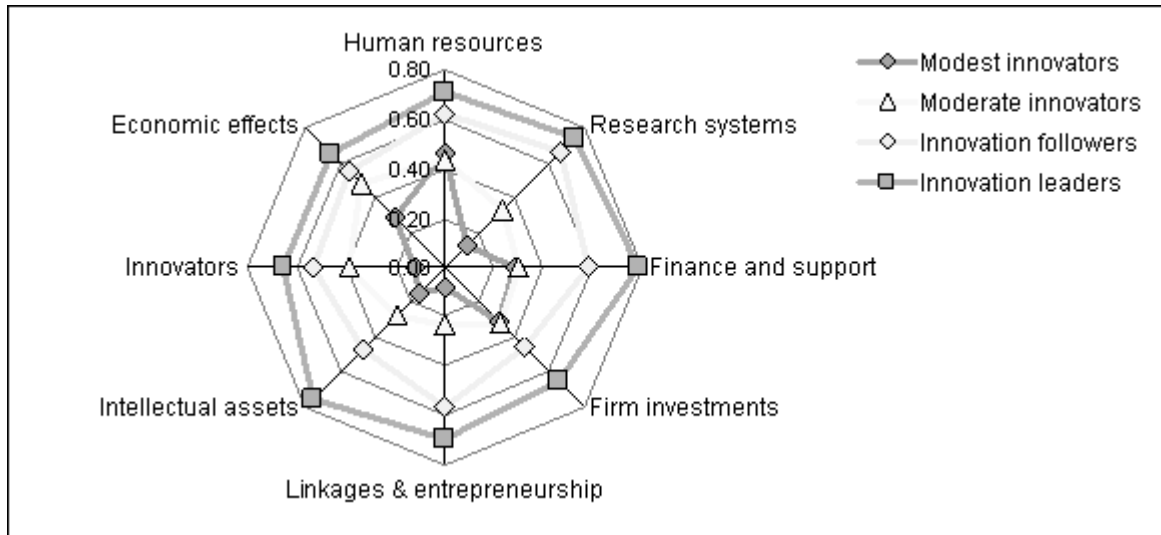 Human resources
0.80
0.60
0.40
0.20
0.00
Research systems
Finance and support
Firm investments
Linkages & entrepreneurship
Intellectual assets
Innovators
Economic effects
Modest innovators
Moderate innovators
Innovation followers
Innovation leaders